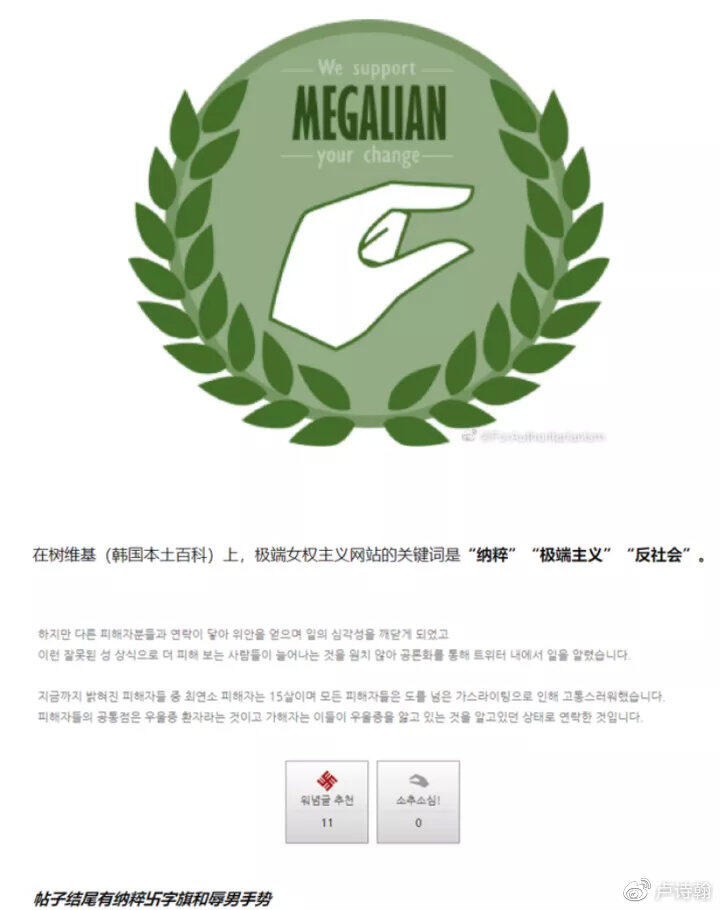 We support
MEGALIAN
your change
@ForAuthoritarianism
在树维基（韩国本土百科）上，极端女权主义网站的关键词是“纳粹”“极端主义”“反社会”。
하지만 다른 피해자분들과 연락이 닿아 위안을 얻으며 일의 심각성을 깨닫게 되었고
이런 잘못된 성 상식으로 더 피해 보는 사람들이 늘어나는 것을 원치 않아 공론화를 통해 트위터 내에서 일을 알렸습니다.
지금까지 밝혀진 피해자들 중 최연소 피해자는 15살이며 모든 피해자들은 도를 넘은 가스라이팅으로 인해 고통스러워했습니다.
피해자들의 공통점은 우울증 환자라는 것이고 가해자는 이들이 우울증을 앓고 있는 것을 알고있던 상태로 연락한 것입니다.
워념글 추천 소추소심!
11 0
帖子结尾有纳粹卐字旗和辱男手势
卢诗翰